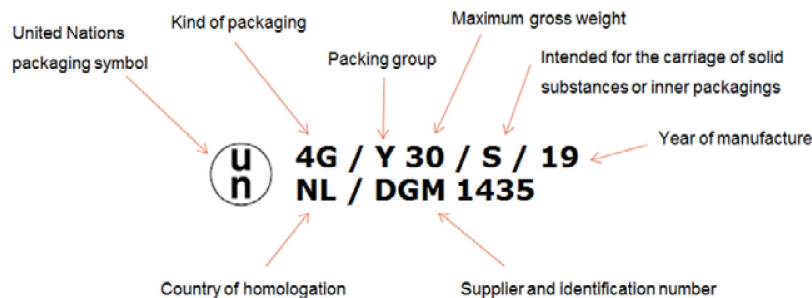 Kind of packaging
Maximum gross weight
United Nations
packaging symbol
Packing group
Intended for the carriage of solid
substances or inner packagings
Year of manufacture
un
4G / Y 30 / S / 19
NL / DGM 1435
Country of homologation
Supplier and identification number